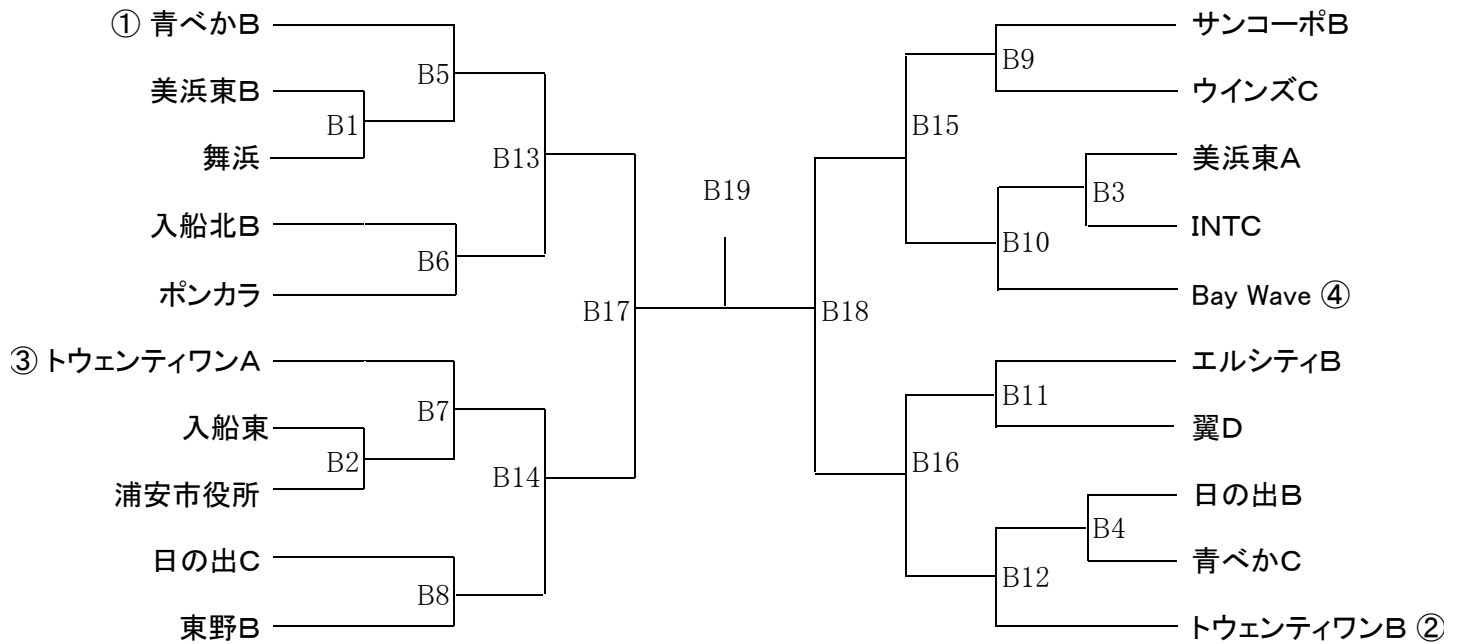 ① 青べかB
美浜東B
舞浜
入船北B
ポンカラ
③ トウェンティワンA
入船東
浦安市役所
日の出C
東野B
B1
B2
B5
B6
B7
B8
B13
B14
B17
B19
B18
B15
B16
B9
B10
B11
B12
B3
B4
サンコーポB
ウインズC
美浜東A
INTC
Bay Wave ④
エルシティB
翼D
日の出B
青べかC
トウェンティワンB ②